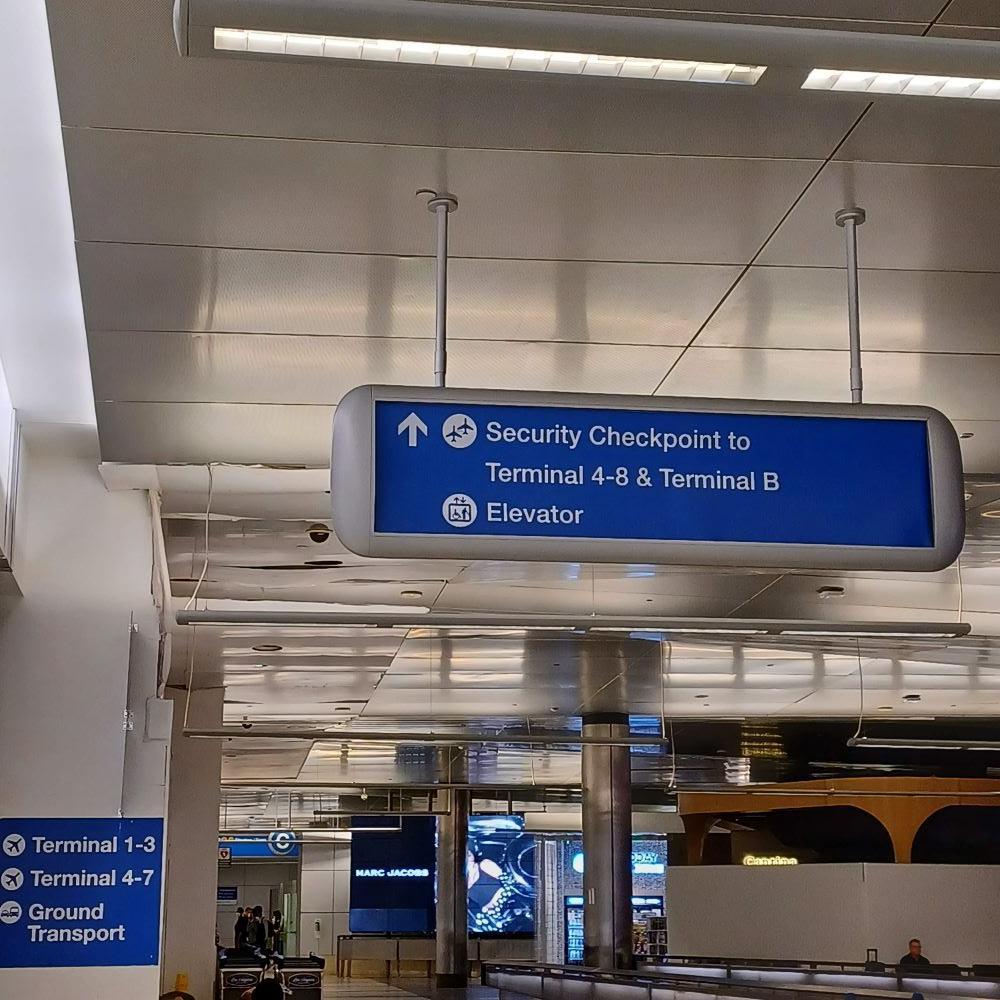 Security Checkpoint to
Terminal 4-8 & Terminal B
Elevator
Terminal 1-3
Terminal 4-7
Ground
Transport
C
MARC JACOBS
Cantina